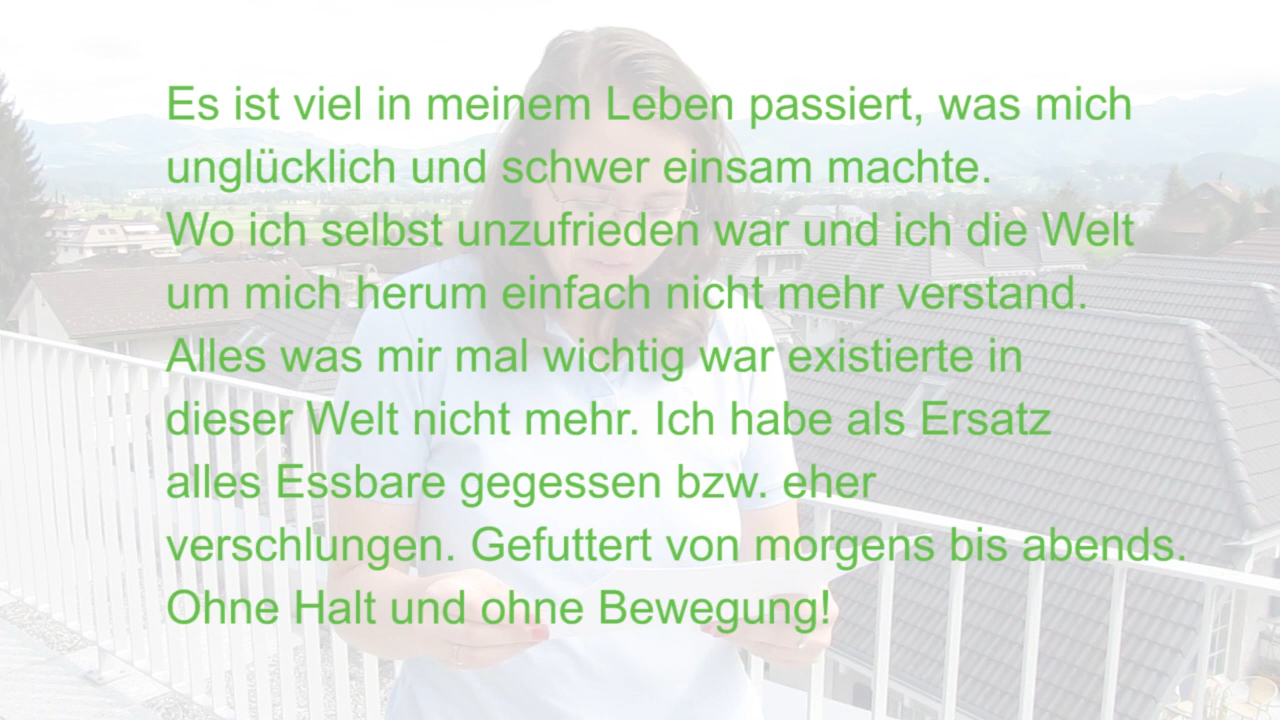 Es ist viel in meinem Leben passiert, was mich
unglücklich und schwer einsam machte.
Wo ich selbst unzufrieden war und ich die Welt
um mich herum einfach nicht mehr verstand.
Alles was mir mal wichtig war existierte in
dieser Welt nicht mehr. Ich habe als Ersatz
alles Essbare gegessen bzw. eher
verschlungen. Gefuttert von morgens bis abends.
Ohne Halt und ohne Bewegung!